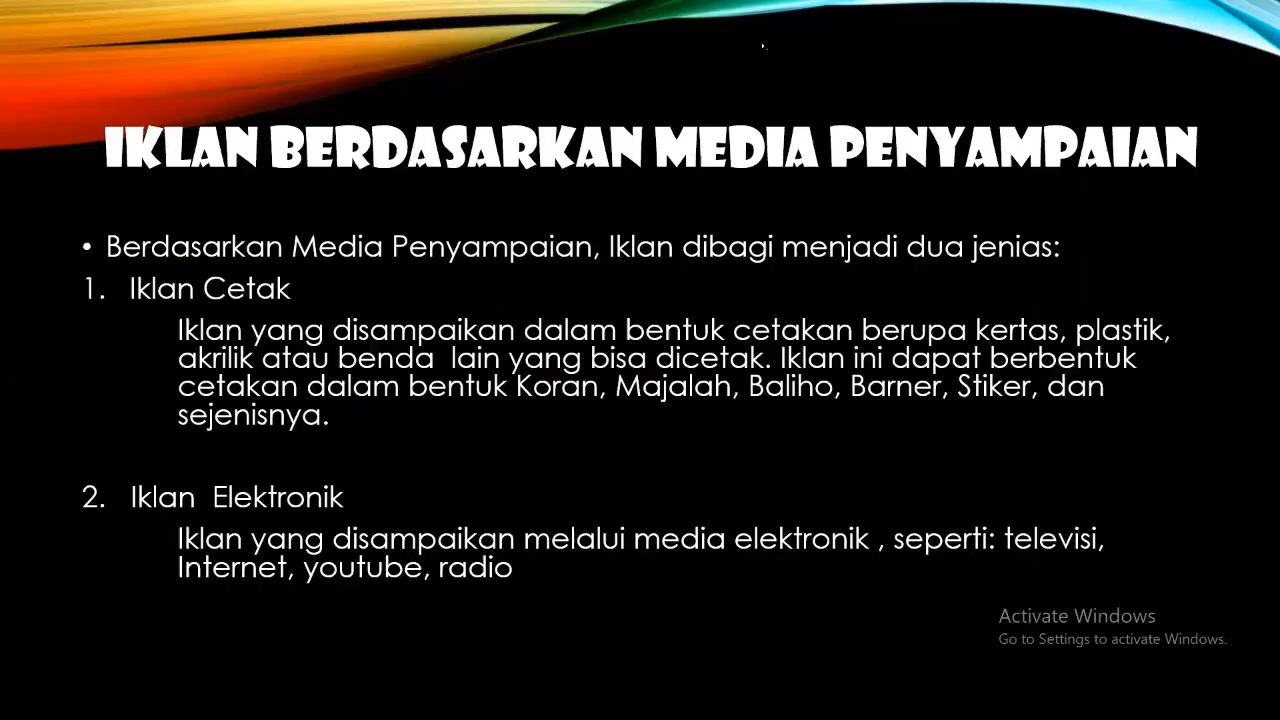 IKLAN BERDASARKAN MEDIA PENYAMPAIAN
• Berdasarkan Media Penyampaian, Iklan dibagi menjadi dua jenias:
1. Iklan Cetak
Iklan yang disampaikan dalam bentuk cetakan berupa kertas, plastik,
akrilik atau benda lain yang bisa dicetak. Iklan ini dapat berbentuk
cetakan dalam bentuk Koran, Majalah, Baliho, Barner, Stiker, dan
sejenisnya.
2. Iklan Elektronik
Iklan yang disampaikan melalui media elektronik , seperti: televisi,
Internet, youtube, radio
Activate Windows
Go to Settings to activate Windows.